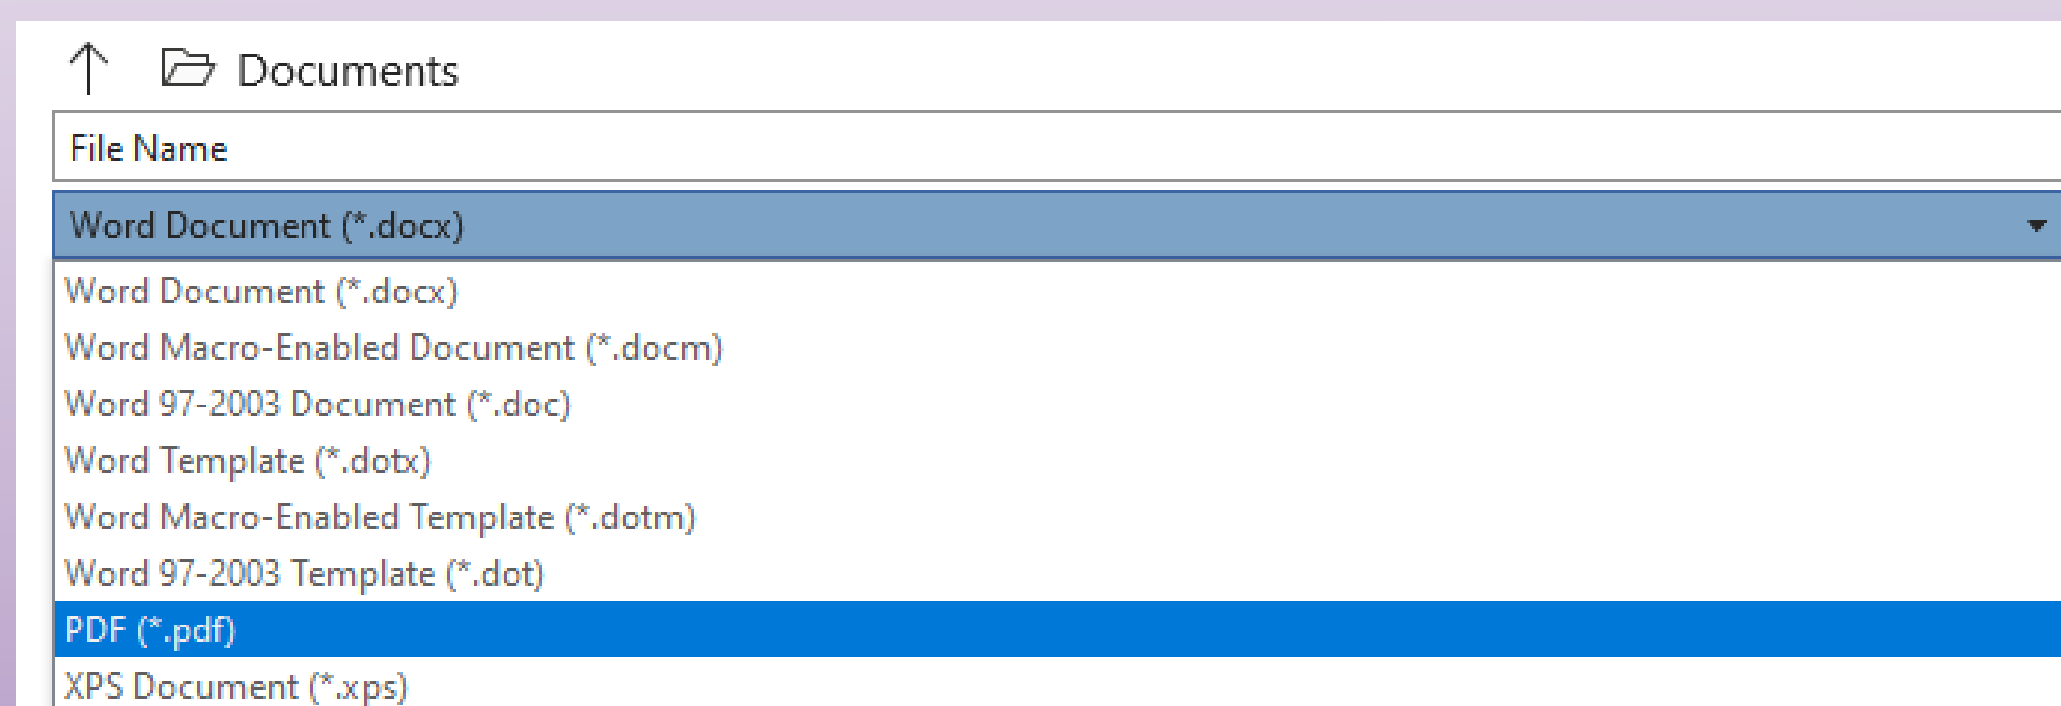 Documents
File Name
Word Document (*.docx)
Word Document (*.docx)
Word Macro-Enabled Document (*.docm)
Word 97-2003 Document (*.doc)
Word Template (*.dotx)
Word Macro-Enabled Template (*.dotm)
Word 97-2003 Template (*.dot)
PDF (*.pdf)
XPS Document (*.xps)